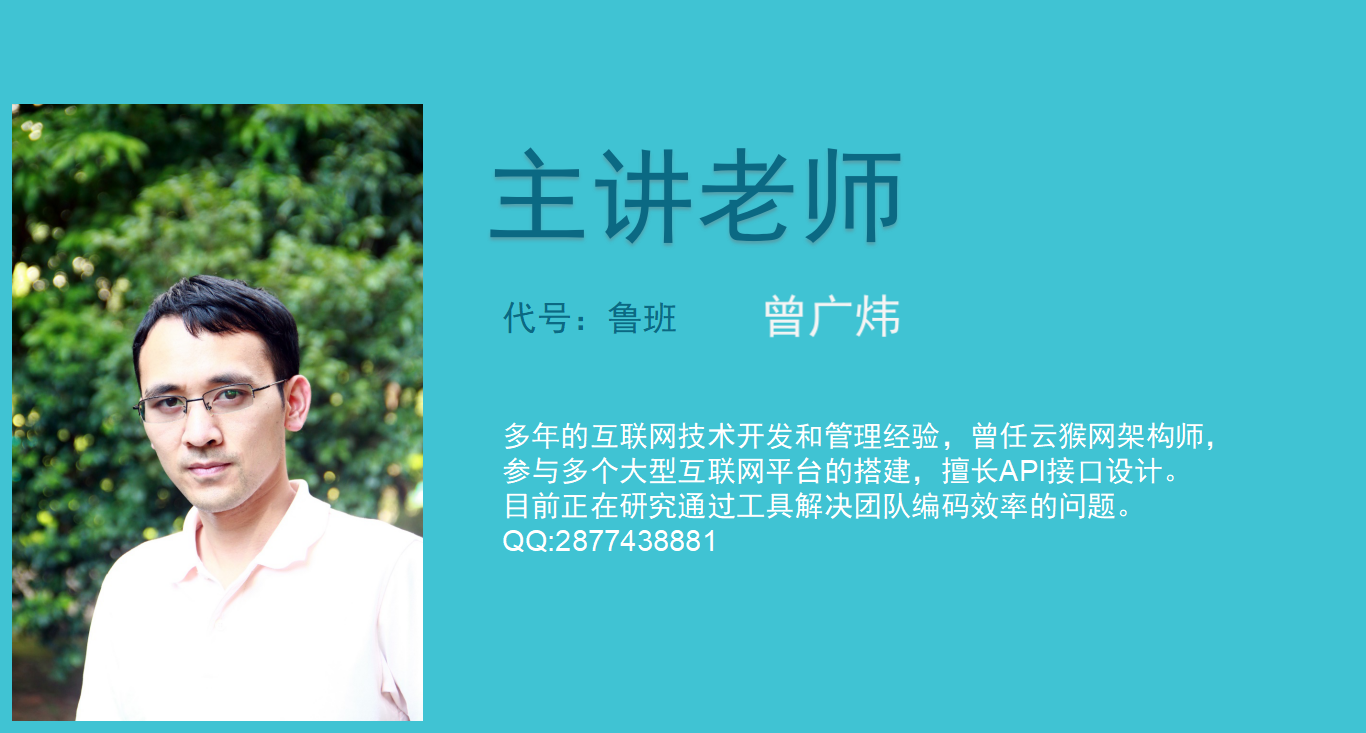 主讲老师
代号：鲁班 曾广炜
多年的互联网技术开发和管理经验，曾任云猴网架构师，
参与多个大型互联网平台的搭建，擅长API接口设计。
目前正在研究通过工具解决团队编码效率的问题。
QQ:2877438881